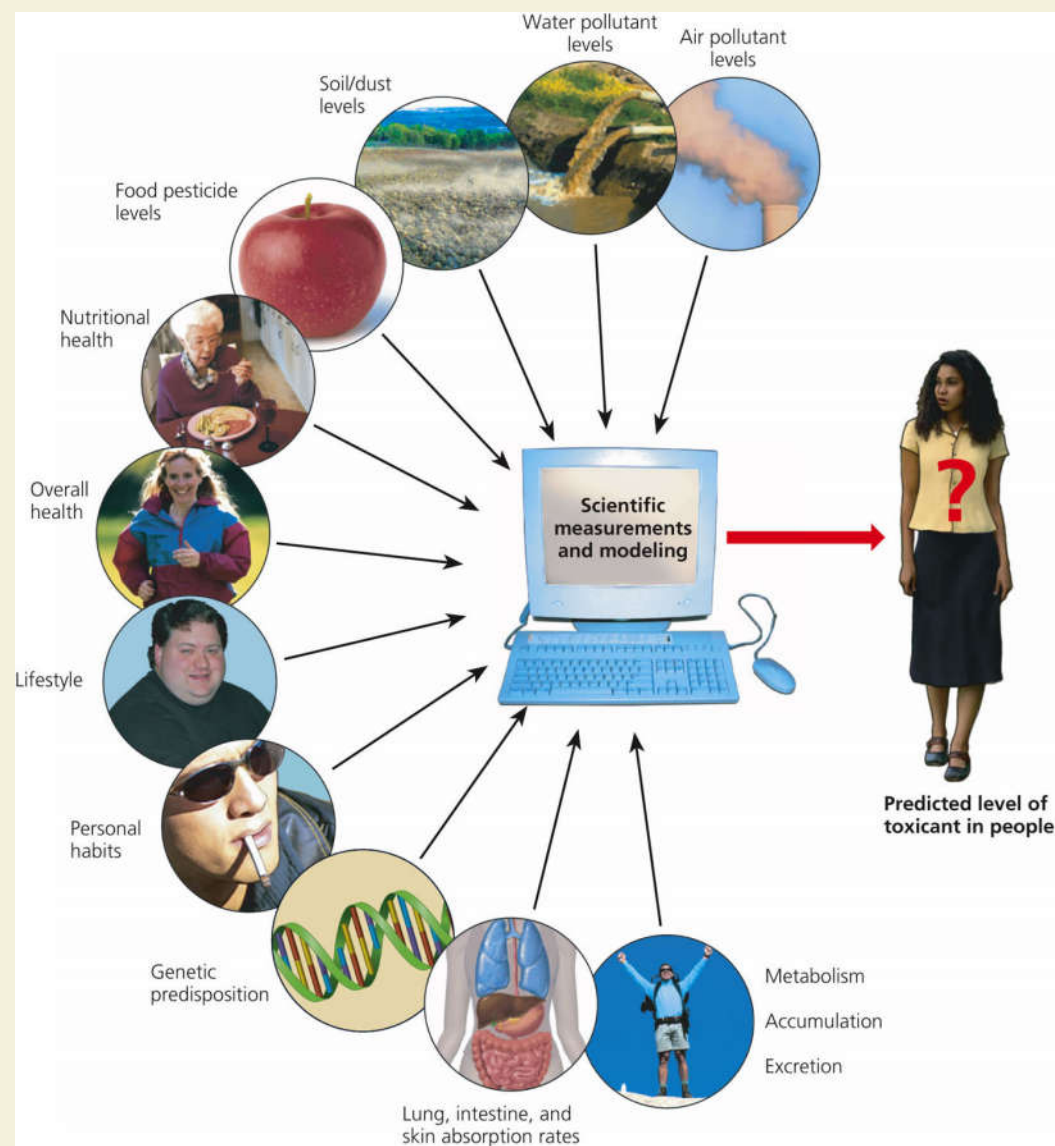 Water pollutant
levels
Air pollutant
levels
Soil/dust
levels
Food pesticide
levels
Nutritional
health
Overall
health
Lifestyle
Personal
habits
Genetic
predisposition
Lung, intestine, and
skin absorption rates
Metabolism
Accumulation
Excretion
Scientific
measurements
and modeling
?
Predicted level of
toxicant in people